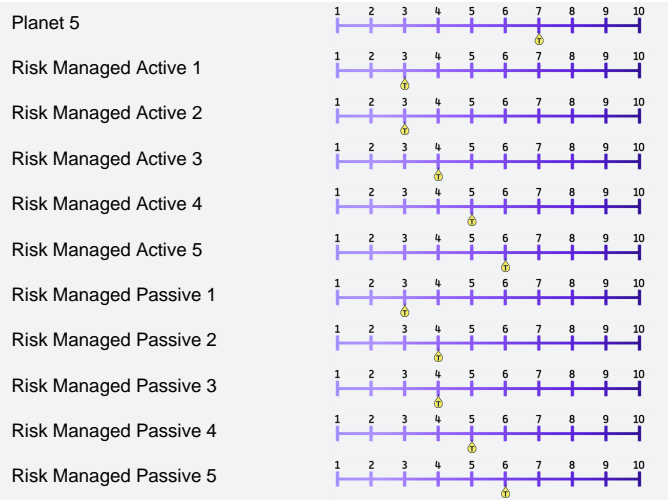 Planet 5 1 2 3 4 5 6 7 8 9 10
T
Risk Managed Active 1 1 2 3 4 5 6 7 8 9 10
T
Risk Managed Active 2 1 2 3 4 5 6 7 8 9 10
T
Risk Managed Active 3 1 2 3 4 5 6 7 8 9 10
T
Risk Managed Active 4 1 2 3 4 5 6 7 8 9 10
T
Risk Managed Active 5 1 2 3 4 5 6 7 8 9 10
T
Risk Managed Passive 1 1 2 3 4 5 6 7 8 9 10
T
Risk Managed Passive 2 1 2 3 4 5 6 7 8 9 10
T
Risk Managed Passive 3 1 2 3 4 5 6 7 8 9 10
T
Risk Managed Passive 4 1 2 3 4 5 6 7 8 9 10
T
Risk Managed Passive 5 1 2 3 4 5 6 7 8 9 10
T